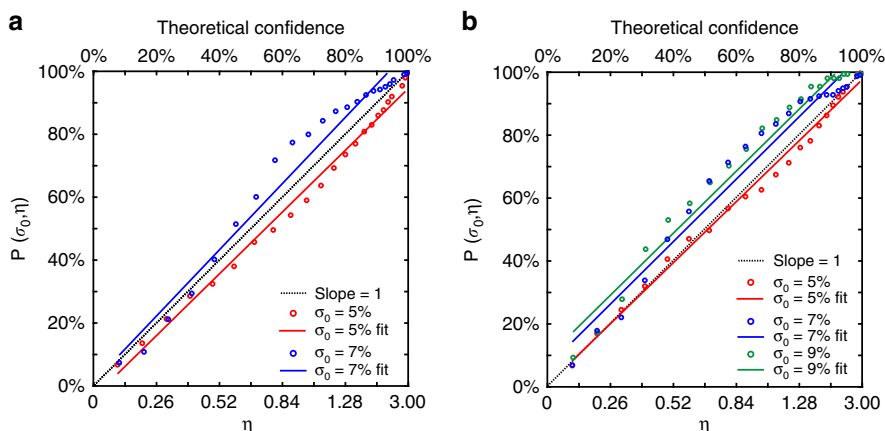 a
Theoretical confidence
0% 20% 40% 60% 80% 100%
100%
80%
60%
40%
20%
0%
P (σ₀,η)
Slope = 1
σ₀ = 5%
σ₀ = 5% fit
σ₀ = 7%
σ₀ = 7% fit
0 0.26 0.52 0.84 1.28 3.00
η
b
Theoretical confidence
0% 20% 40% 60% 80% 100%
100%
80%
60%
40%
20%
0%
P (σ₀,η)
Slope = 1
σ₀ = 5%
σ₀ = 5% fit
σ₀ = 7%
σ₀ = 7% fit
σ₀ = 9%
σ₀ = 9% fit
0 0.26 0.52 0.84 1.28 3.00
η